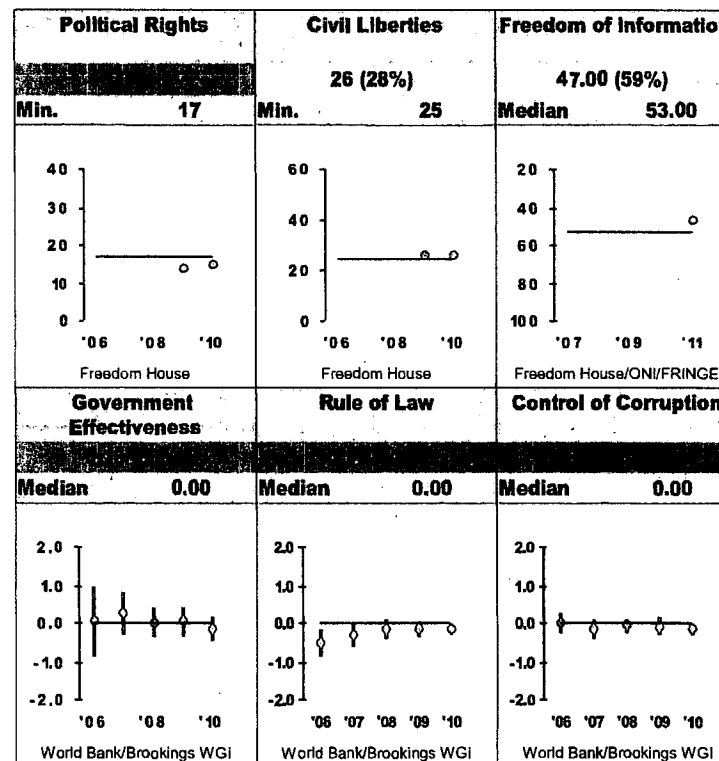 Political Rights
Min. 17
40
30
20
10
0
'06 '08 '10
Freedom House
Civil Liberties
26 (28%)
Min. 25
60
40
20
0
'06 '08 '10
Freedom House
Freedom of Informatio
47.00 (59%)
Median 53.00
20
40
60
80
100
'07 '09 '11
Freedom House/ONI/FRINGE
Government
Effectiveness
Median 0.00
2.0
1.0
0.0
-1.0
-2.0
'06 '08 '10
World Bank/Brookings WGI
Rule of Law
Median 0.00
2.0
1.0
0.0
-1.0
-2.0
'06 '07 '08 '09 '10
World Bank/Brookings WGI
Control of Corruption
Median 0.00
2.0
1.0
0.0
-1.0
-2.0
'06 '07 '08 '09 '10
World Bank/Brookings WGI